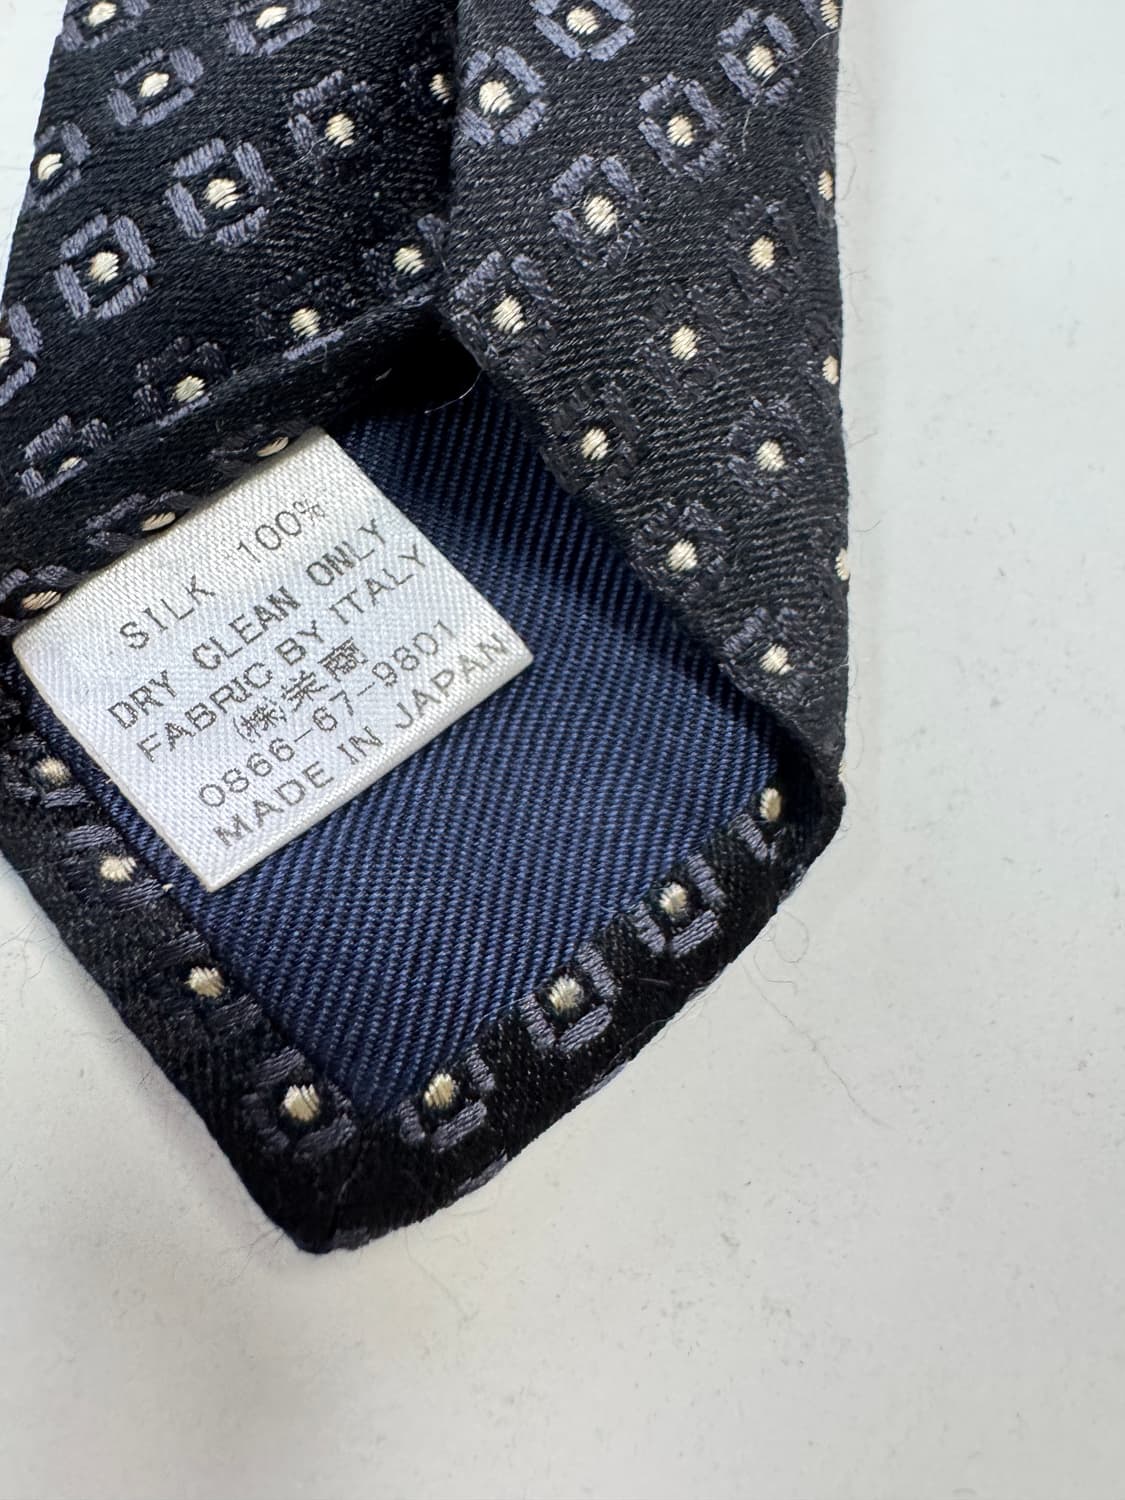 SILK 100%
DRY CLEAN ONLY
FABRIC BY ITALY
(株)美商
0866-67-9801
MADE IN JAPAN